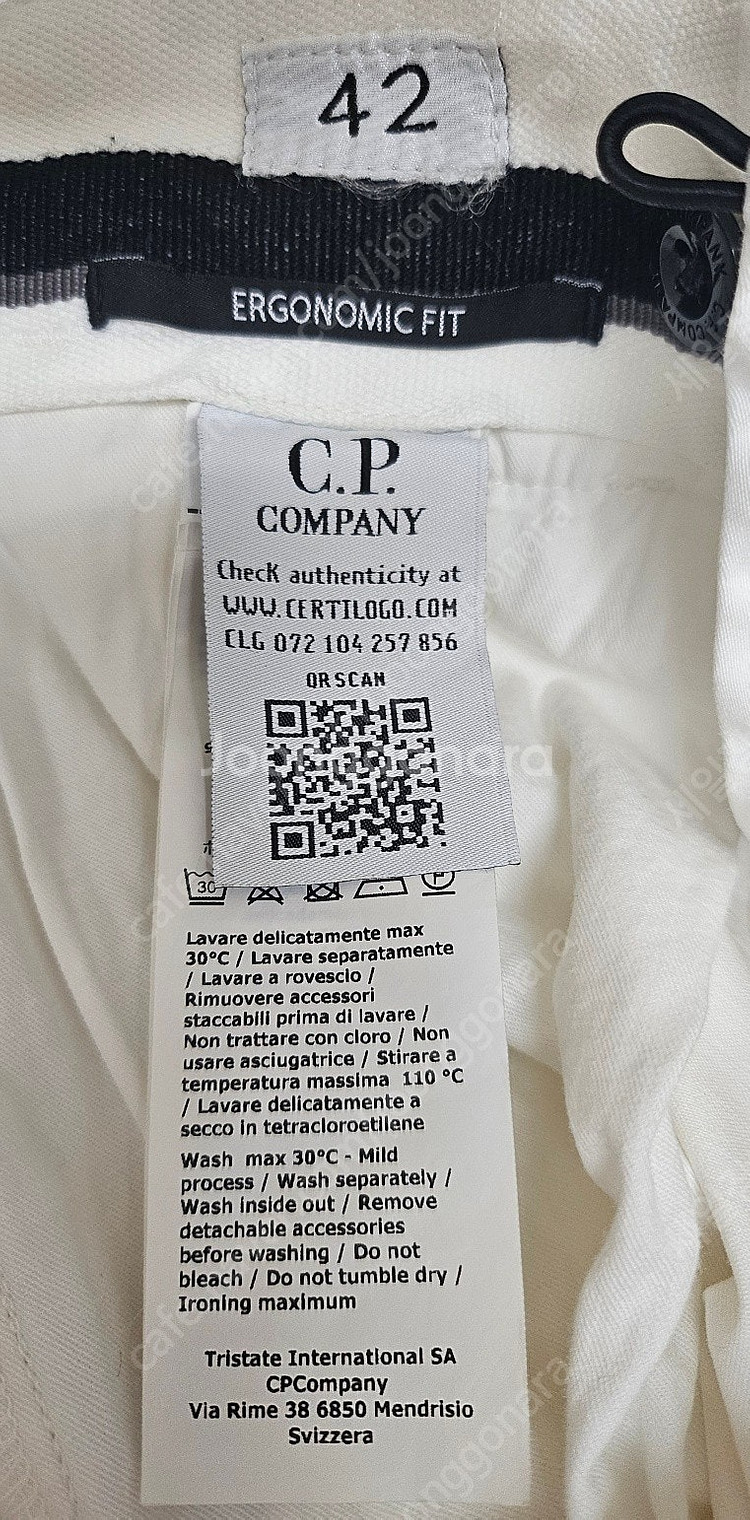 42
ERGONOMIC FIT
C.P.
COMPANY
Check authenticity at
WWW.CERTILOGO.COM
CLG 072 104 257 856
OR SCAN
Joonggonara
30
P
Lavare delicatamente max
30°C / Lavare separatamente
/ Lavare a rovescio /
Rimuovere accessori
staccabili prima di lavare /
Non trattare con cloro / Non
usare asciugatrice / Stirare a
temperatura massima 110 °C
/ Lavare delicatamente a
secco in tetracloroetilene
Wash max 30°C - Mild
process / Wash separately /
Wash inside out / Remove
detachable accessories
before washing / Do not
bleach / Do not tumble dry /
Ironing maximum
Tristate International SA
CPCompany
Via Rime 38 6850 Mendrisio
Svizzera